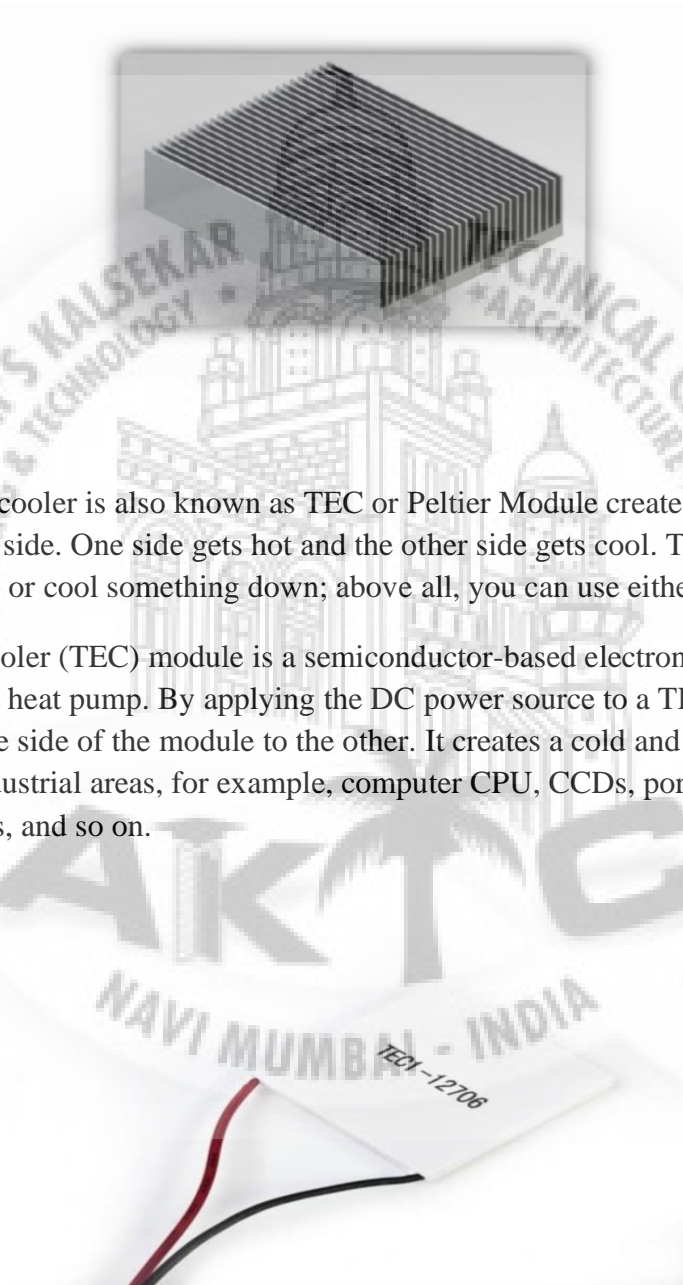 KALSEKAR
TECHNICAL
& TECHNOLOGY *
*ARCHITECTURE
cooler is also known as TEC or Peltier Module create
side. One side gets hot and the other side gets cool. T
or cool something down; above all, you can use eithe
oler (TEC) module is a semiconductor-based electron
heat pump. By applying the DC power source to a TE
e side of the module to the other. It creates a cold and
dustrial areas, for example, computer CPU, CCDs, por
s, and so on.
AKTC
NAVI MUMBAI - INDIA
TEC1-12706